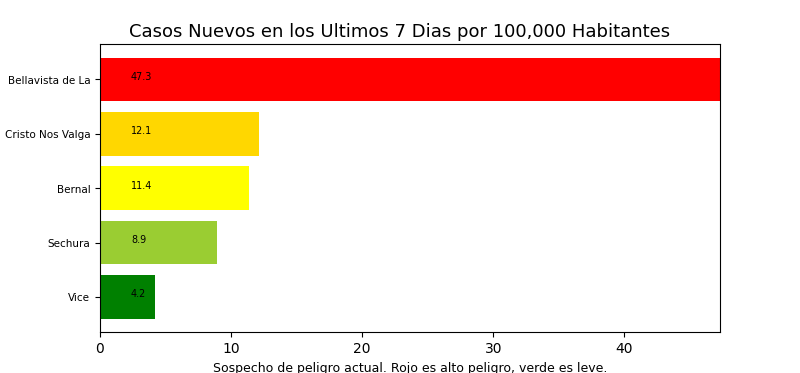 Casos Nuevos en los Ultimos 7 Dias por 100,000 Habitantes
Bellavista de La
47.3
Cristo Nos Valga
12.1
Bernal
11.4
Sechura
8.9
Vice
4.2
0 10 20 30 40
Sospecho de peligro actual. Rojo es alto peligro, verde es leve.